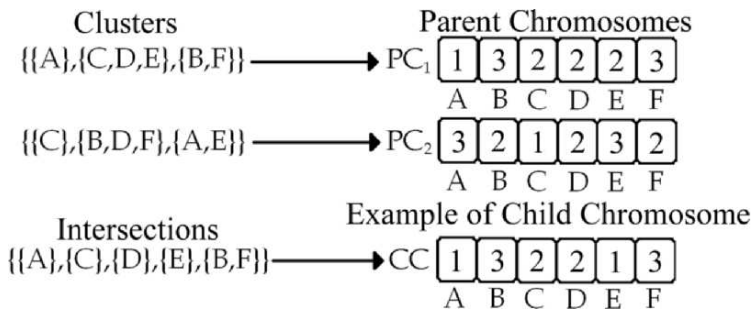 Clusters Parent Chromosomes
{{A},{C,D,E},{B,F}} PC₁ 1 3 2 2 2 3
A B C D E F
{{C},{B,D,F},{A,E}} PC₂ 3 2 1 2 3 2
A B C D E F
Intersections Example of Child Chromosome
{{A},{C},{D},{E},{B,F}} CC 1 3 2 2 1 3
A B C D E F